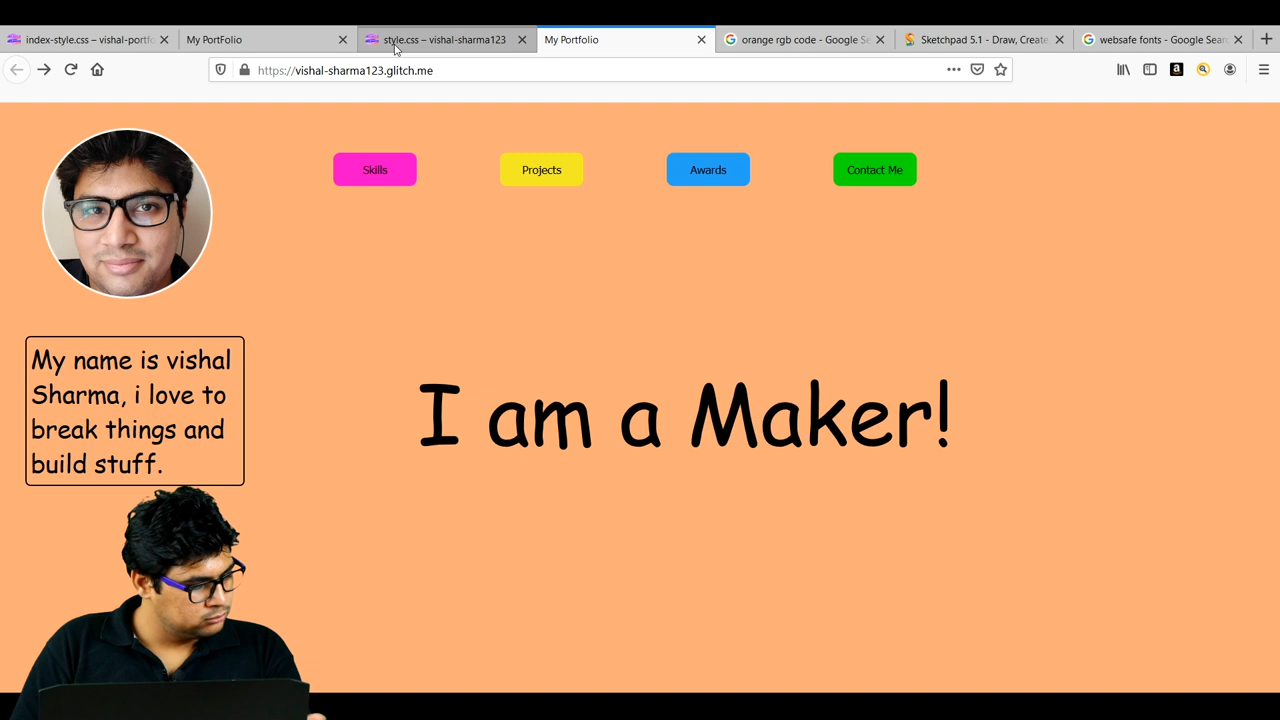 index-style.css – vishal-portfo
My PortFolio
style.css – vishal-sharma123
My Portfolio
orange rgb code - Google Se
Sketchpad 5.1 - Draw, Create,
websafe fonts - Google Sear
https://vishal-sharma123.glitch.me
Skills
Projects
Awards
Contact Me
My name is vishal
Sharma, i love to
break things and
build stuff.
I am a Maker!